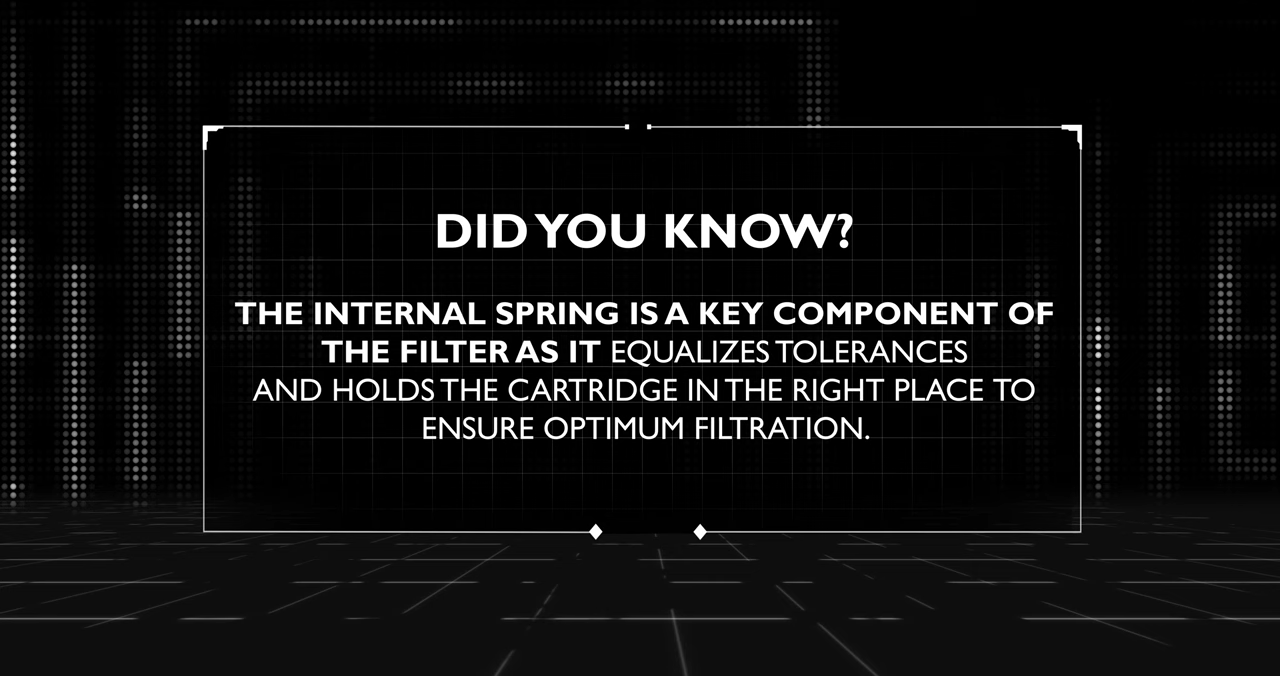 DID YOU KNOW?
THE INTERNAL SPRING IS A KEY COMPONENT OF
THE FILTER AS IT EQUALIZES TOLERANCES
AND HOLDS THE CARTRIDGE IN THE RIGHT PLACE TO
ENSURE OPTIMUM FILTRATION.